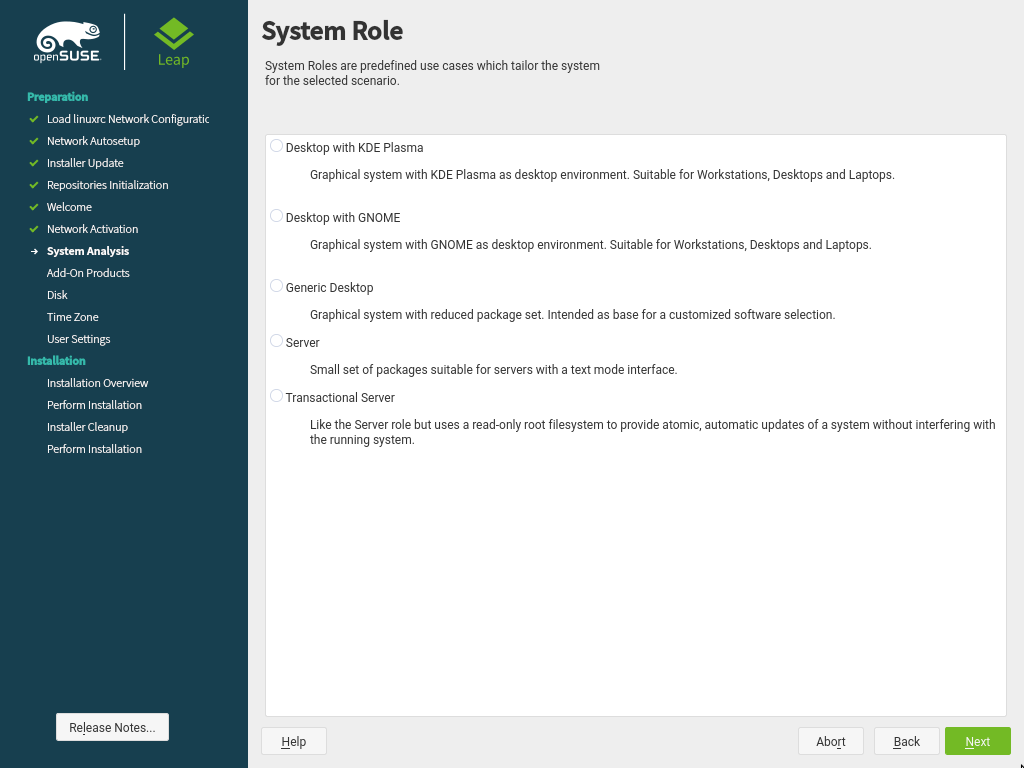 openSUSE
Leap
Preparation
Load linuxrc Network Configuratic
Network Autosetup
Installer Update
Repositories Initialization
Welcome
Network Activation
System Analysis
Add-On Products
Disk
Time Zone
User Settings
Installation
Installation Overview
Perform Installation
Installer Cleanup
Perform Installation
Release Notes...
System Role
System Roles are predefined use cases which tailor the system
for the selected scenario.
Desktop with KDE Plasma
Graphical system with KDE Plasma as desktop environment. Suitable for Workstations, Desktops and Laptops.
Desktop with GNOME
Graphical system with GNOME as desktop environment. Suitable for Workstations, Desktops and Laptops.
Generic Desktop
Graphical system with reduced package set. Intended as base for a customized software selection.
Server
Small set of packages suitable for servers with a text mode interface.
Transactional Server
Like the Server role but uses a read-only root filesystem to provide atomic, automatic updates of a system without interfering with
the running system.
Help
Abort
Back
Next